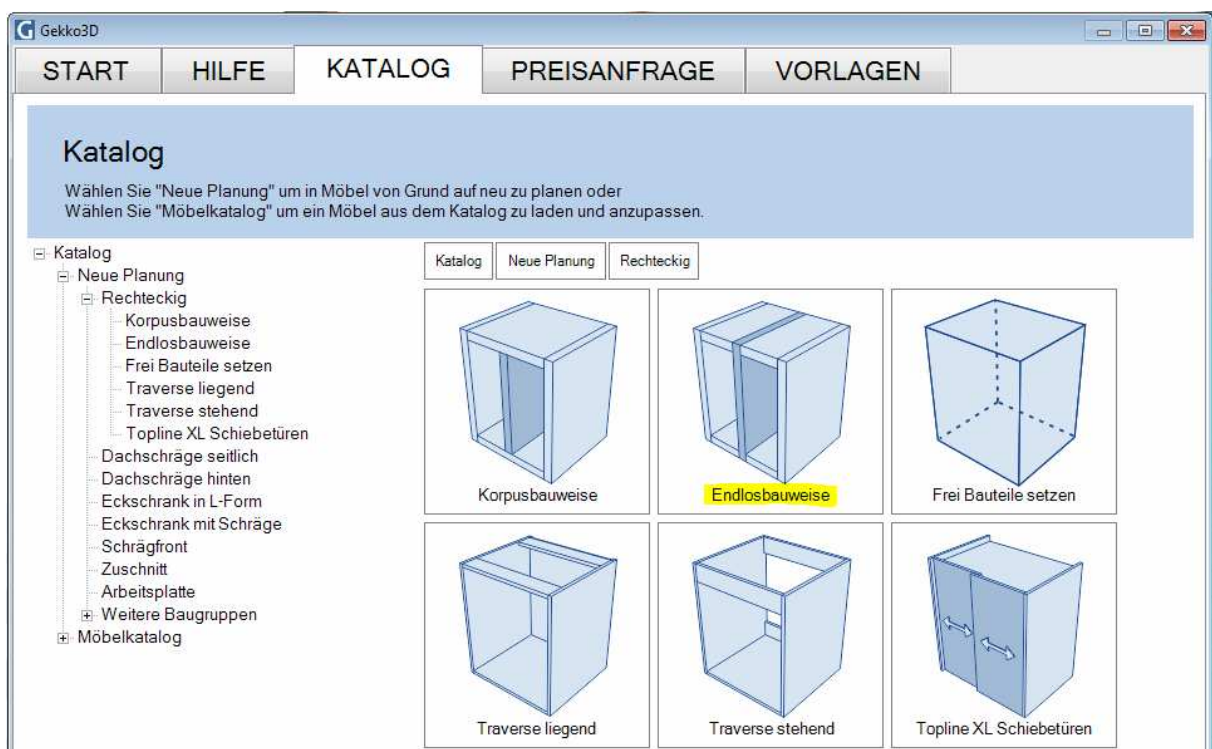 Gekko3D
START HILFE KATALOG PREISANFRAGE VORLAGEN
Katalog
Wählen Sie "Neue Planung" um in Möbel von Grund auf neu zu planen oder
Wählen Sie "Möbelkatalog" um ein Möbel aus dem Katalog zu laden und anzupassen.
Katalog
Neue Planung
Rechteckig
Korpusbauweise
Endlosbauweise
Frei Bauteile setzen
Traverse liegend
Traverse stehend
Topline XL Schiebetüren
Dachschräge seitlich
Dachschräge hinten
Eckschrank in L-Form
Eckschrank mit Schräge
Schrägfront
Zuschnitt
Arbeitsplatte
Weitere Baugruppen
Möbelkatalog
Katalog Neue Planung Rechteckig
Korpusbauweise Endlosbauweise Frei Bauteile setzen
Traverse liegend Traverse stehend Topline XL Schiebetüren